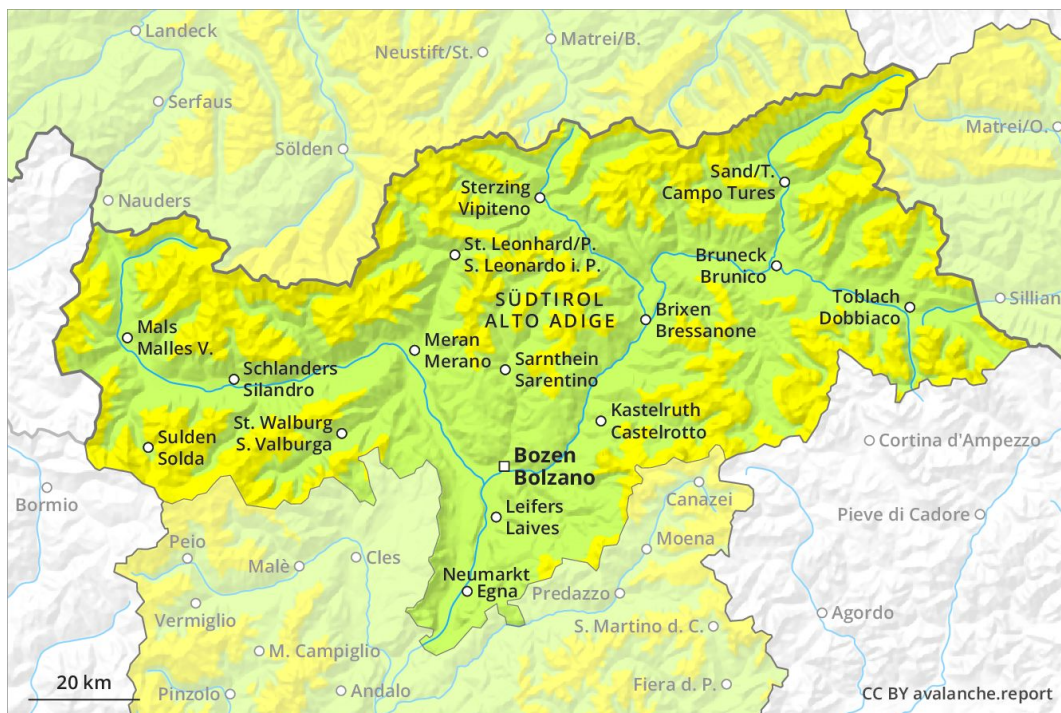 Landeck
Matrei/B.
Neustift/St.
Serfaus
Matrei/O.
Sölden
Sand/T.
Campo Tures
Sterzing
Vipiteno
Nauders
St. Leonhard/P.
S. Leonardo i. P.
Bruneck
Brunico
SÜDTIROL
ALTO ADIGE
Toblach
Dobbiaco
Sillian
Brixen
Bressanone
Mals
Malles V.
Meran
Merano
Schlanders
Silandro
Sarnthein
Sarentino
St. Walburg
S. Valburga
Kastelruth
Castelrotto
Sulden
Solda
Cortina d'Ampezzo
Bozen
Bolzano
Bormio
Canazei
Leifers
Laives
Pieve di Cadore
Moena
Peio
Cles
Malè
Neumarkt
Egna
Predazzo
Vermiglio
Agordo
S. Martino d. C.
M. Campiglio
20 km
Pinzolo
Andalo
Fiera d. P.
CC BY avalanche.report